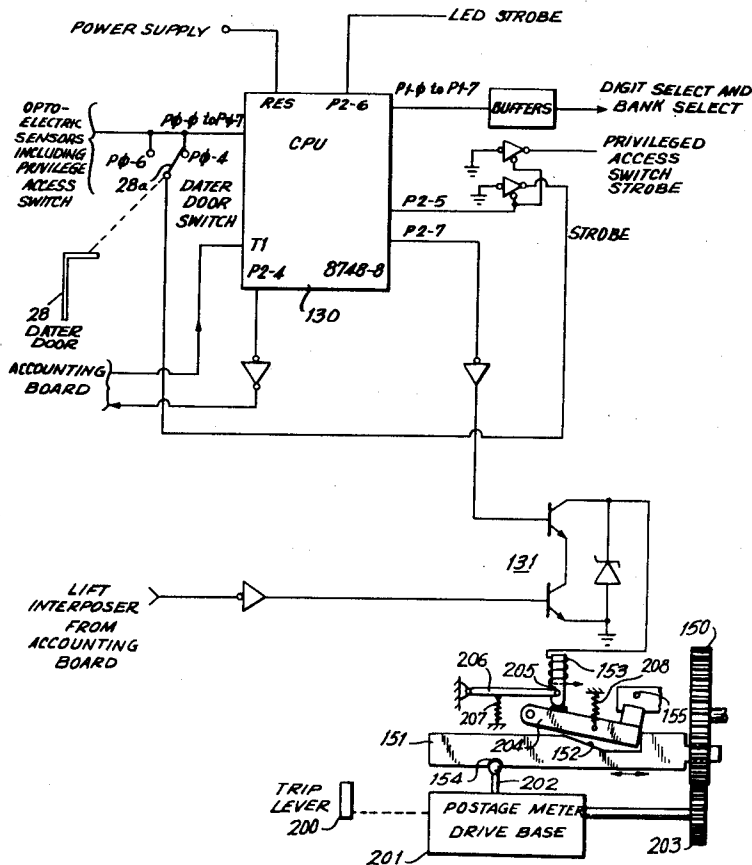 POWER SUPPLY
LED STROBE
OPTO-
ELECTRIC
SENSORS
INCLUDING
PRIVILEGE
ACCESS
SWITCH
PØ-Ø to PØ-7
PØ-6
PØ-4
28a
DATER
DOOR
SWITCH
RES
P2-6
CPU
T1
P2-4
8748-8
130
P1-Ø to P1-7
BUFFERS
DIGIT SELECT AND
BANK SELECT
PRIVILEGED
ACCESS
SWITCH
STROBE
P2-5
P2-7
STROBE
28
DATER
DOOR
ACCOUNTING
BOARD
131
LIFT
INTERPOSER
FROM
ACCOUNTING
BOARD
150
206
205
153
208
207
155
151
204
152
154
202
TRIP
LEVER
200
POSTAGE METER
DRIVE BASE
201
203